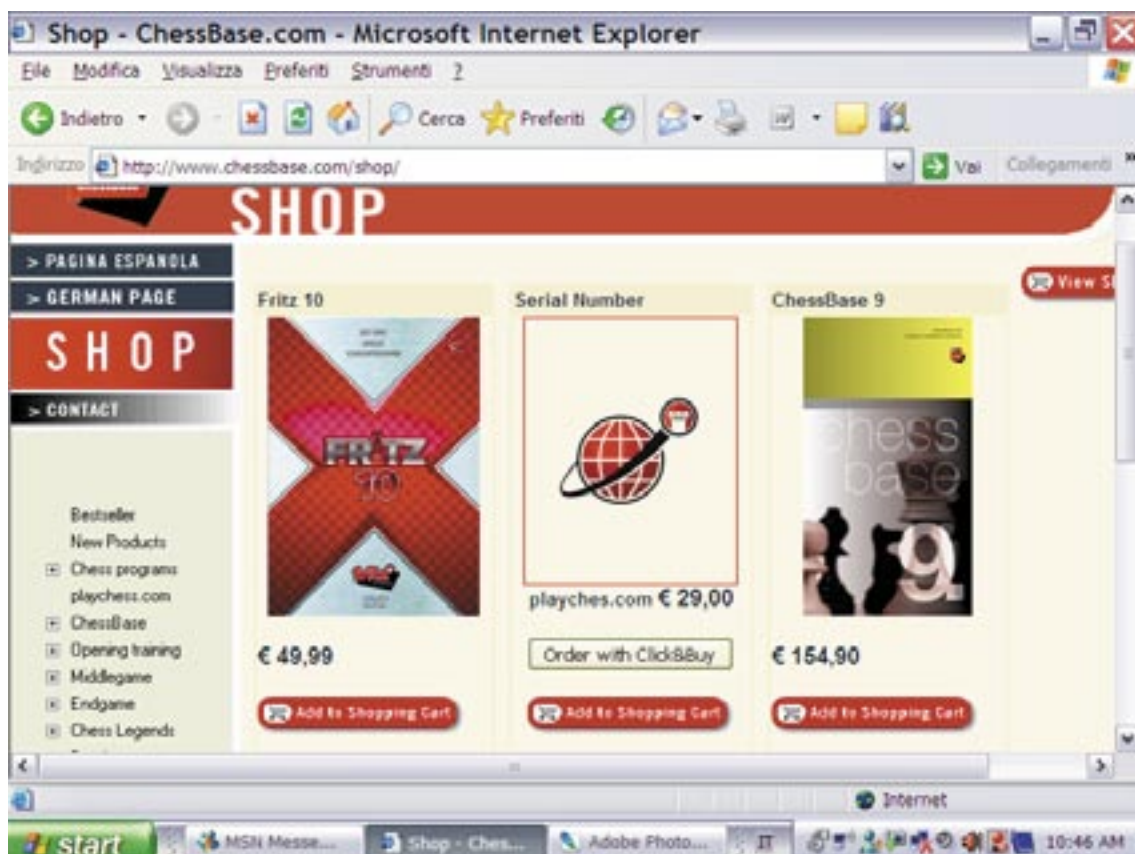 Shop - ChessBase.com - Microsoft Internet Explorer
File Modifica Visualizza Preferiti Strumenti ?
Indietro Cerca Preferiti
Indirizzo http://www.chessbase.com/shop/ Vai Collegamenti »
SHOP
> PAGINA ESPANOLA
> GERMAN PAGE
SHOP
> CONTACT
Bestseller
New Products
Chess programs
playchess.com
ChessBase
Opening training
Middlegame
Endgame
Chess Legends
View S
Fritz 10
FRITZ
10
€ 49,99
Add to Shopping Cart
Serial Number
playches.com € 29,00
Order with Click&Buy
Add to Shopping Cart
ChessBase 9
chess
base
9.
€ 154,90
Add to Shopping Cart
Internet
start MSN Messe... Shop - Ches... Adobe Photo... IT 10:46 AM